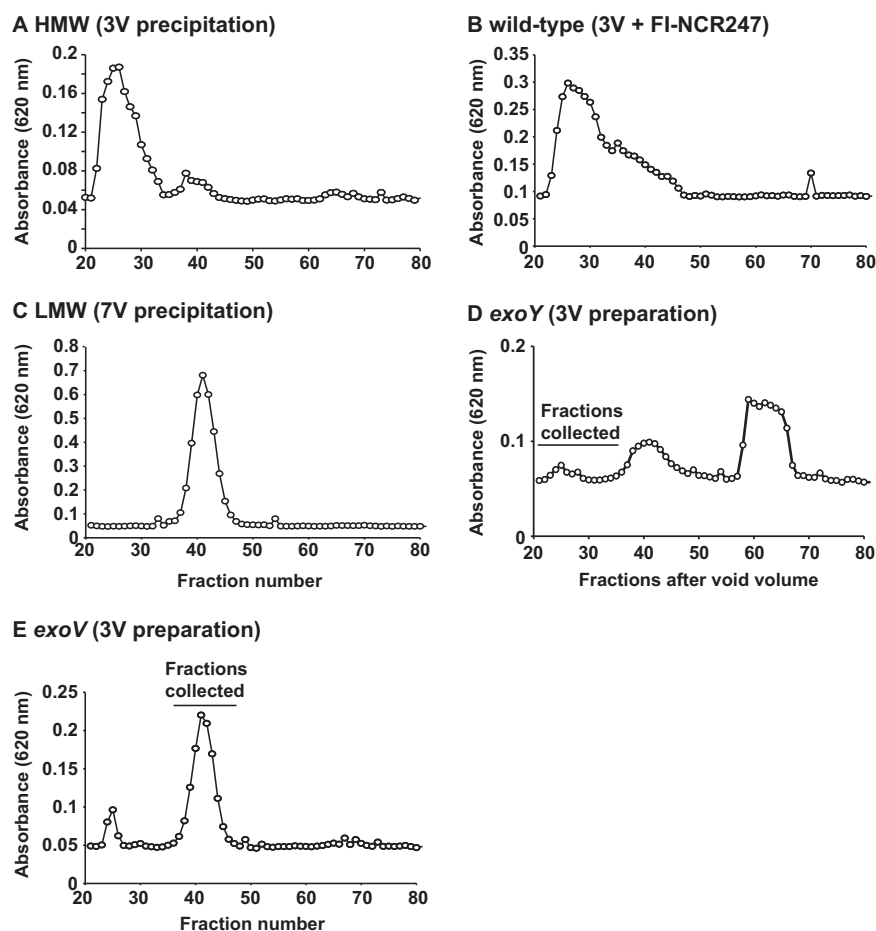 A HMW (3V precipitation)
0.2
0.16
0.12
0.08
0.04
0
20 30 40 50 60 70 80
Absorbance (620 nm)
B wild-type (3V + FI-NCR247)
0.35
0.3
0.25
0.2
0.15
0.1
0.05
0
20 30 40 50 60 70 80
Absorbance (620 nm)
C LMW (7V precipitation)
0.8
0.7
0.6
0.5
0.4
0.3
0.2
0.1
0
20 30 40 50 60 70 80
Absorbance (620 nm)
Fraction number
D exoY (3V preparation)
0.2
0.1
0
Fractions
collected
20 30 40 50 60 70 80
Absorbance (620 nm)
Fractions after void volume
E exoV (3V preparation)
Fractions
collected
0.25
0.2
0.15
0.1
0.05
0
20 30 40 50 60 70 80
Absorbance (620 nm)
Fraction number